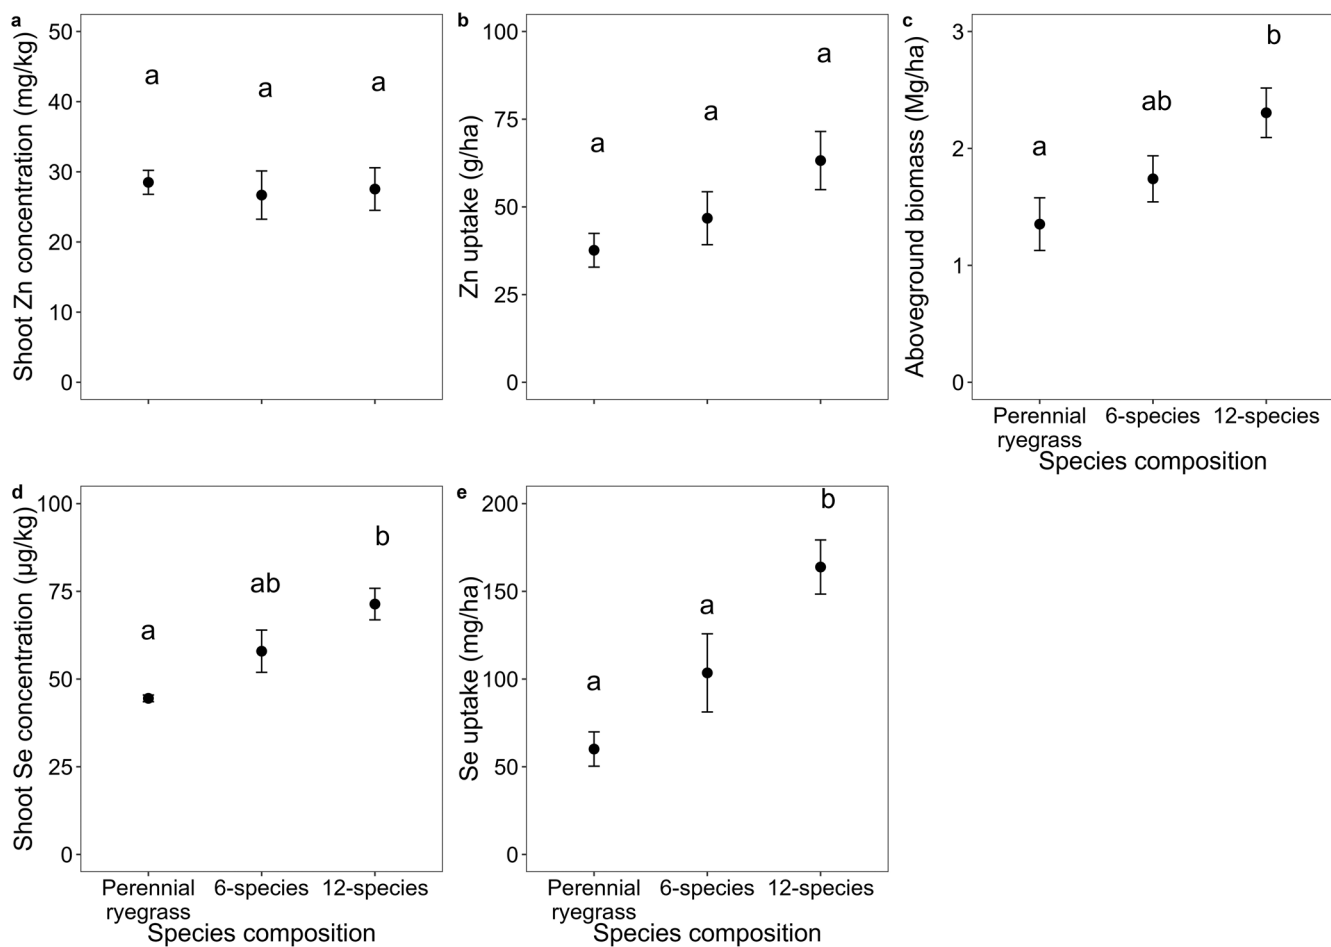 a
Shoot Zn concentration (mg/kg)
50
40
30
20
10
0
a
a
a
b
Zn uptake (g/ha)
100
75
50
25
0
a
a
a
c
Aboveground biomass (Mg/ha)
3
2
1
0
a
ab
b
Perennial
ryegrass
6-species
12-species
Species composition
d
Shoot Se concentration (µg/kg)
100
75
50
25
0
a
ab
b
Perennial
ryegrass
6-species
12-species
Species composition
e
Se uptake (mg/ha)
200
150
100
50
0
a
a
b
Perennial
ryegrass
6-species
12-species
Species composition